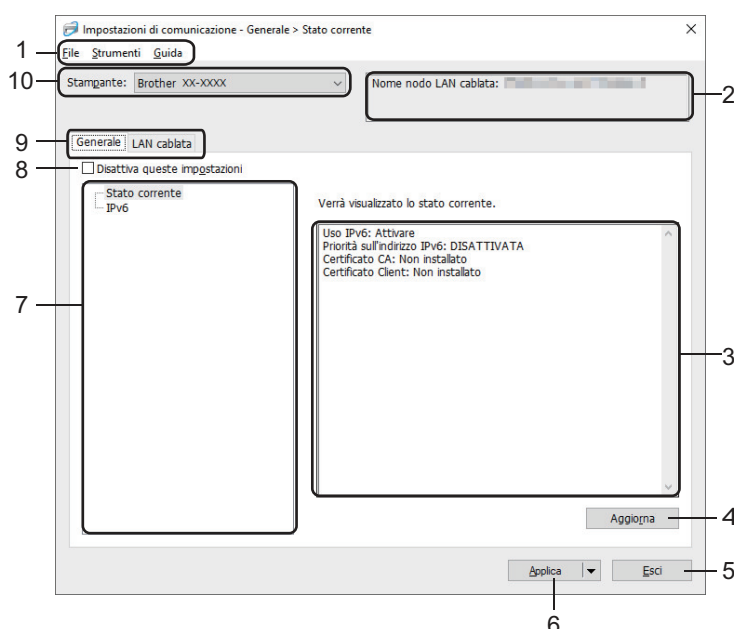 Impostazioni di comunicazione - Generale > Stato corrente
1
File Strumenti Guida
10
Stampante: Brother XX-XXXX
Nome nodo LAN cablata:
2
9
Generale LAN cablata
8
Disattiva queste impostazioni
Stato corrente
IPv6
7
Verrà visualizzato lo stato corrente.
Uso IPv6: Attivare
Priorità sull'indirizzo IPv6: DISATTIVATA
Certificato CA: Non installato
Certificato Client: Non installato
3
Aggiorna
4
Applica
Esci
5
6